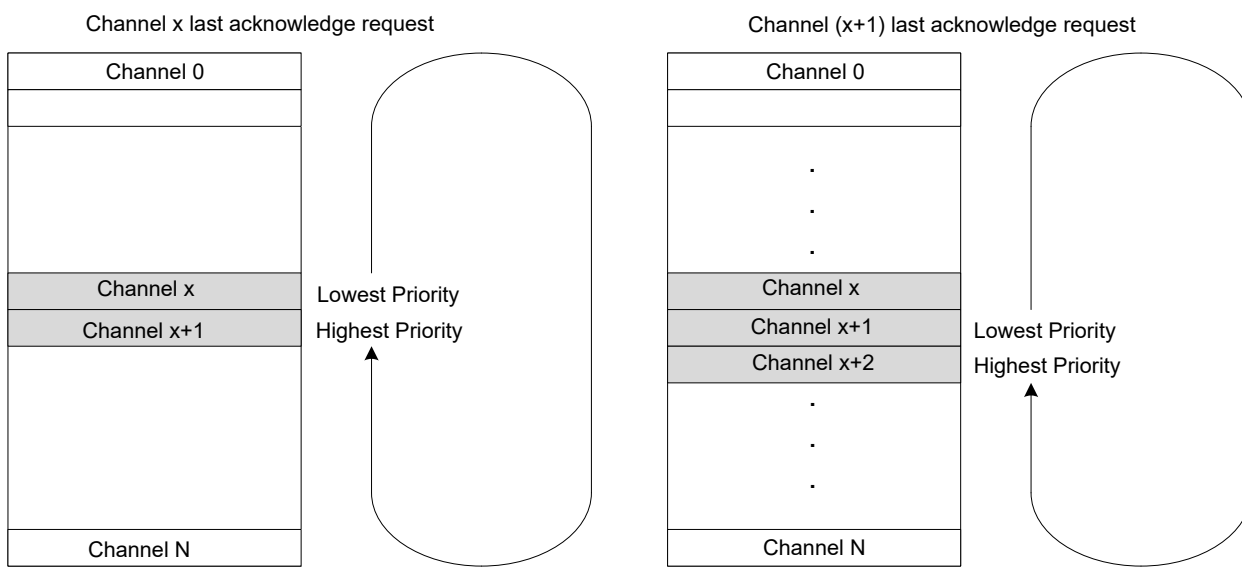 Channel x last acknowledge request
Channel 0
Channel x
Lowest Priority
Channel x+1
Highest Priority
Channel N
Channel (x+1) last acknowledge request
Channel 0
.
.
.
Channel x
Channel x+1
Lowest Priority
Channel x+2
Highest Priority
.
.
.
Channel N